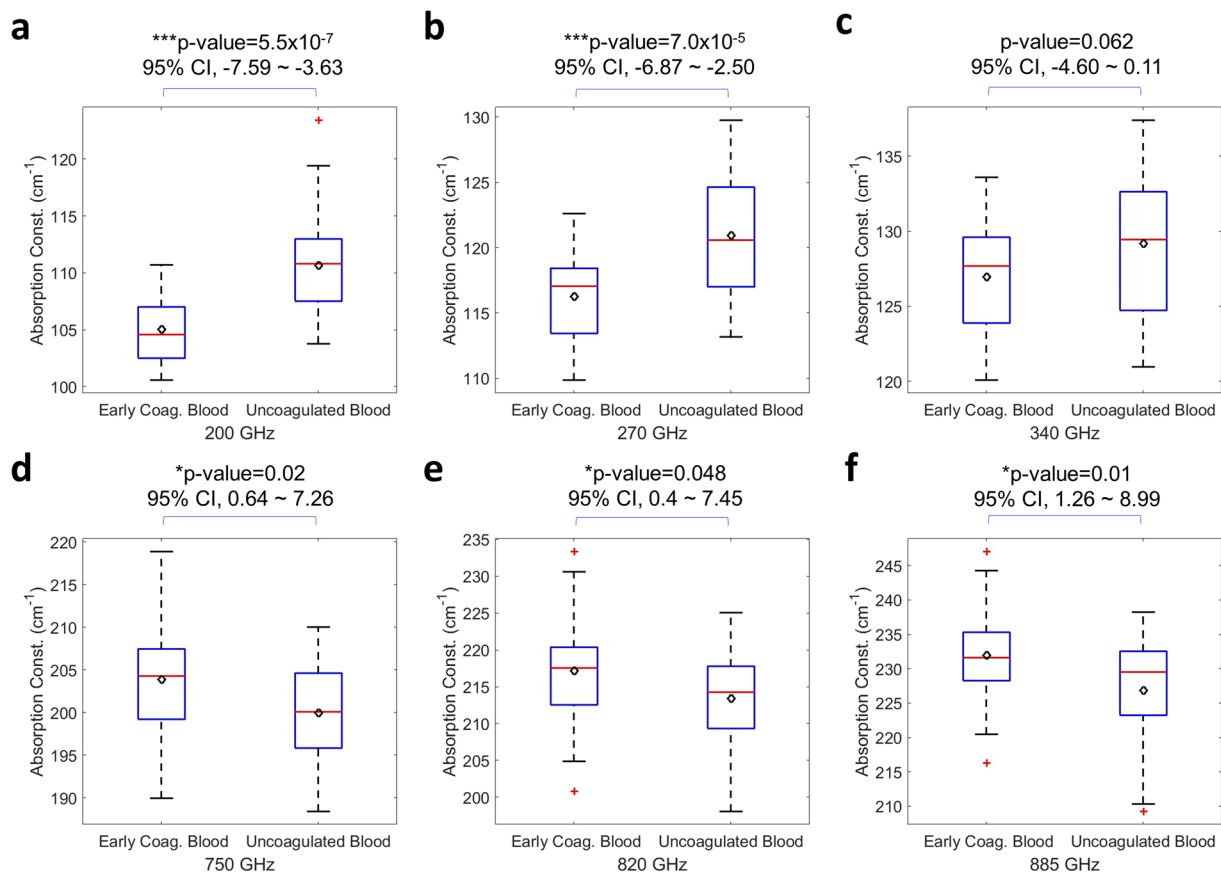 a
***p-value=5.5x10⁻⁷
95% CI, -7.59 ~ -3.63
Absorption Const. (cm⁻¹)
120
115
110
105
100
Early Coag. Blood Uncoagulated Blood
200 GHz
b
***p-value=7.0x10⁻⁵
95% CI, -6.87 ~ -2.50
Absorption Const. (cm⁻¹)
130
125
120
115
110
Early Coag. Blood Uncoagulated Blood
270 GHz
c
p-value=0.062
95% CI, -4.60 ~ 0.11
Absorption Const. (cm⁻¹)
135
130
125
120
Early Coag. Blood Uncoagulated Blood
340 GHz
d
*p-value=0.02
95% CI, 0.64 ~ 7.26
Absorption Const. (cm⁻¹)
220
215
210
205
200
195
190
Early Coag. Blood Uncoagulated Blood
750 GHz
e
*p-value=0.048
95% CI, 0.4 ~ 7.45
Absorption Const. (cm⁻¹)
235
230
225
220
215
210
205
200
Early Coag. Blood Uncoagulated Blood
820 GHz
f
*p-value=0.01
95% CI, 1.26 ~ 8.99
Absorption Const. (cm⁻¹)
245
240
235
230
225
220
215
210
Early Coag. Blood Uncoagulated Blood
885 GHz